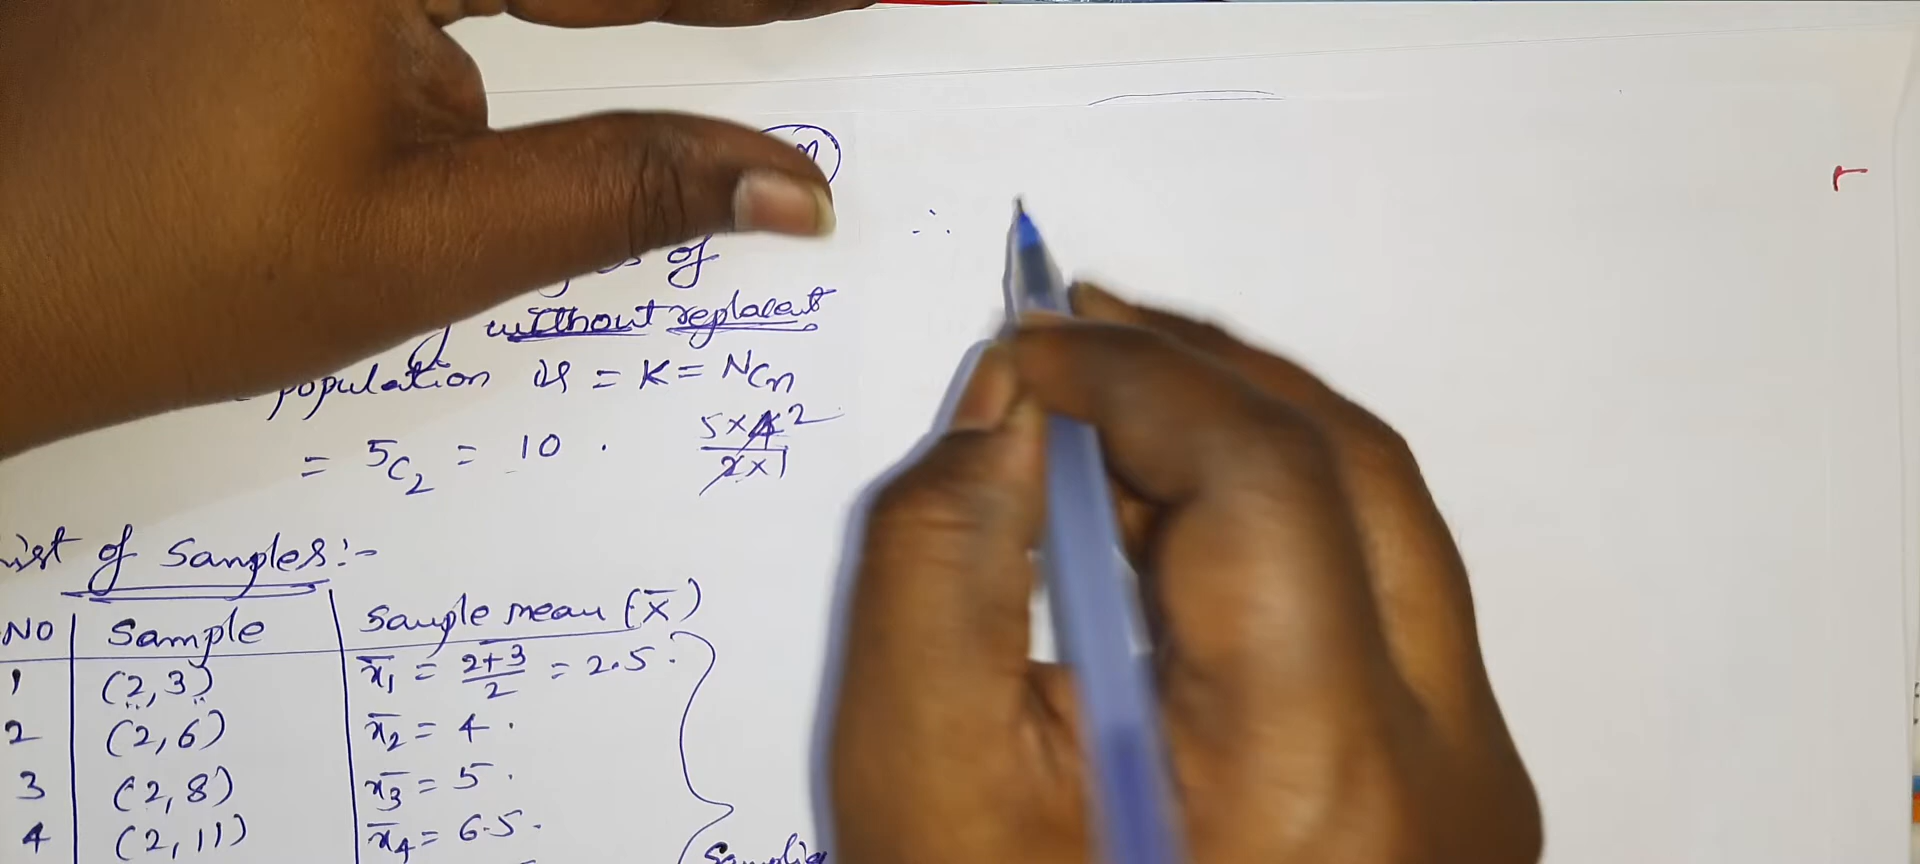 of
without replacent
population is = K = NCn
= 5C2 = 10 .
5×4 2
2×1
List of Samples:-
NO Sample Sample mean (x̄)
1 (2,3) x̄1 = 2+3/2 = 2.5.
2 (2,6) x̄2 = 4.
3 (2,8) x̄3 = 5.
4 (2,11) x̄4 = 6.5.
∴